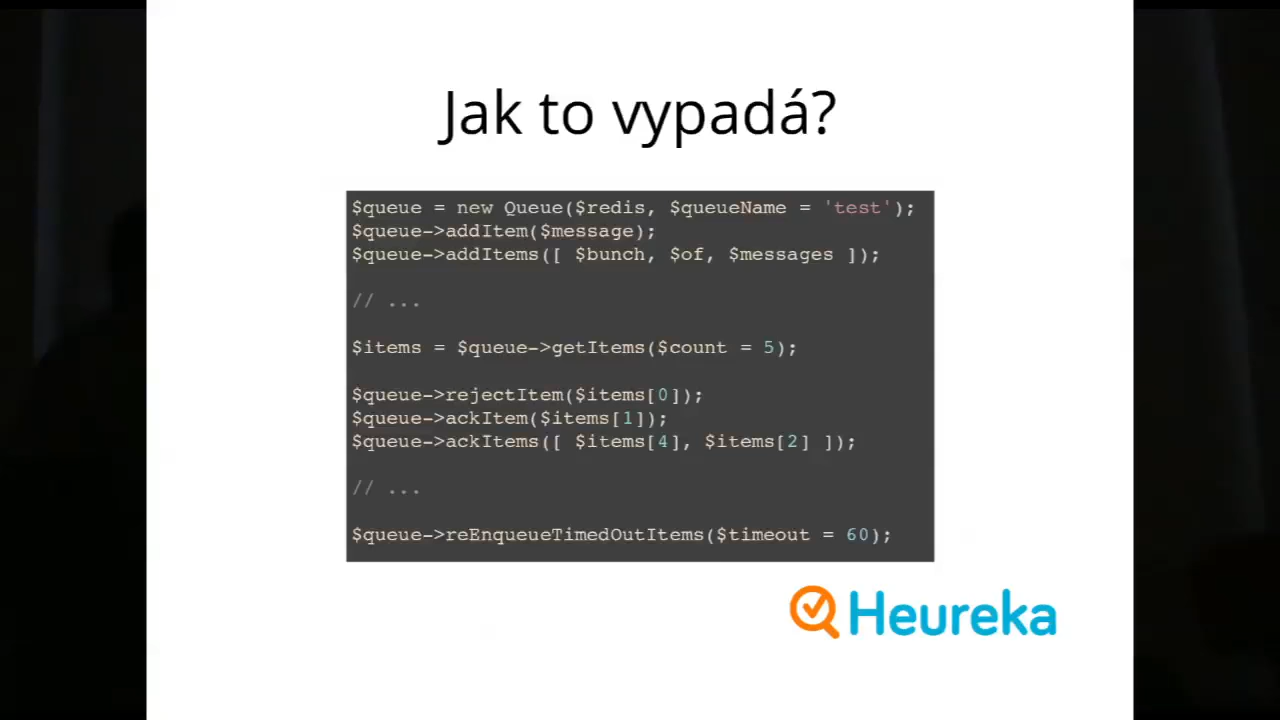 Jak to vypadá?
$queue = new Queue($redis, $queueName = 'test');
$queue->addItem($message);
$queue->addItems([ $bunch, $of, $messages ]);
// ...
$items = $queue->getItems($count = 5);
$queue->rejectItem($items[0]);
$queue->ackItem($items[1]);
$queue->ackItems([ $items[4], $items[2] ]);
// ...
$queue->reEnqueueTimedOutItems($timeout = 60);
Heureka